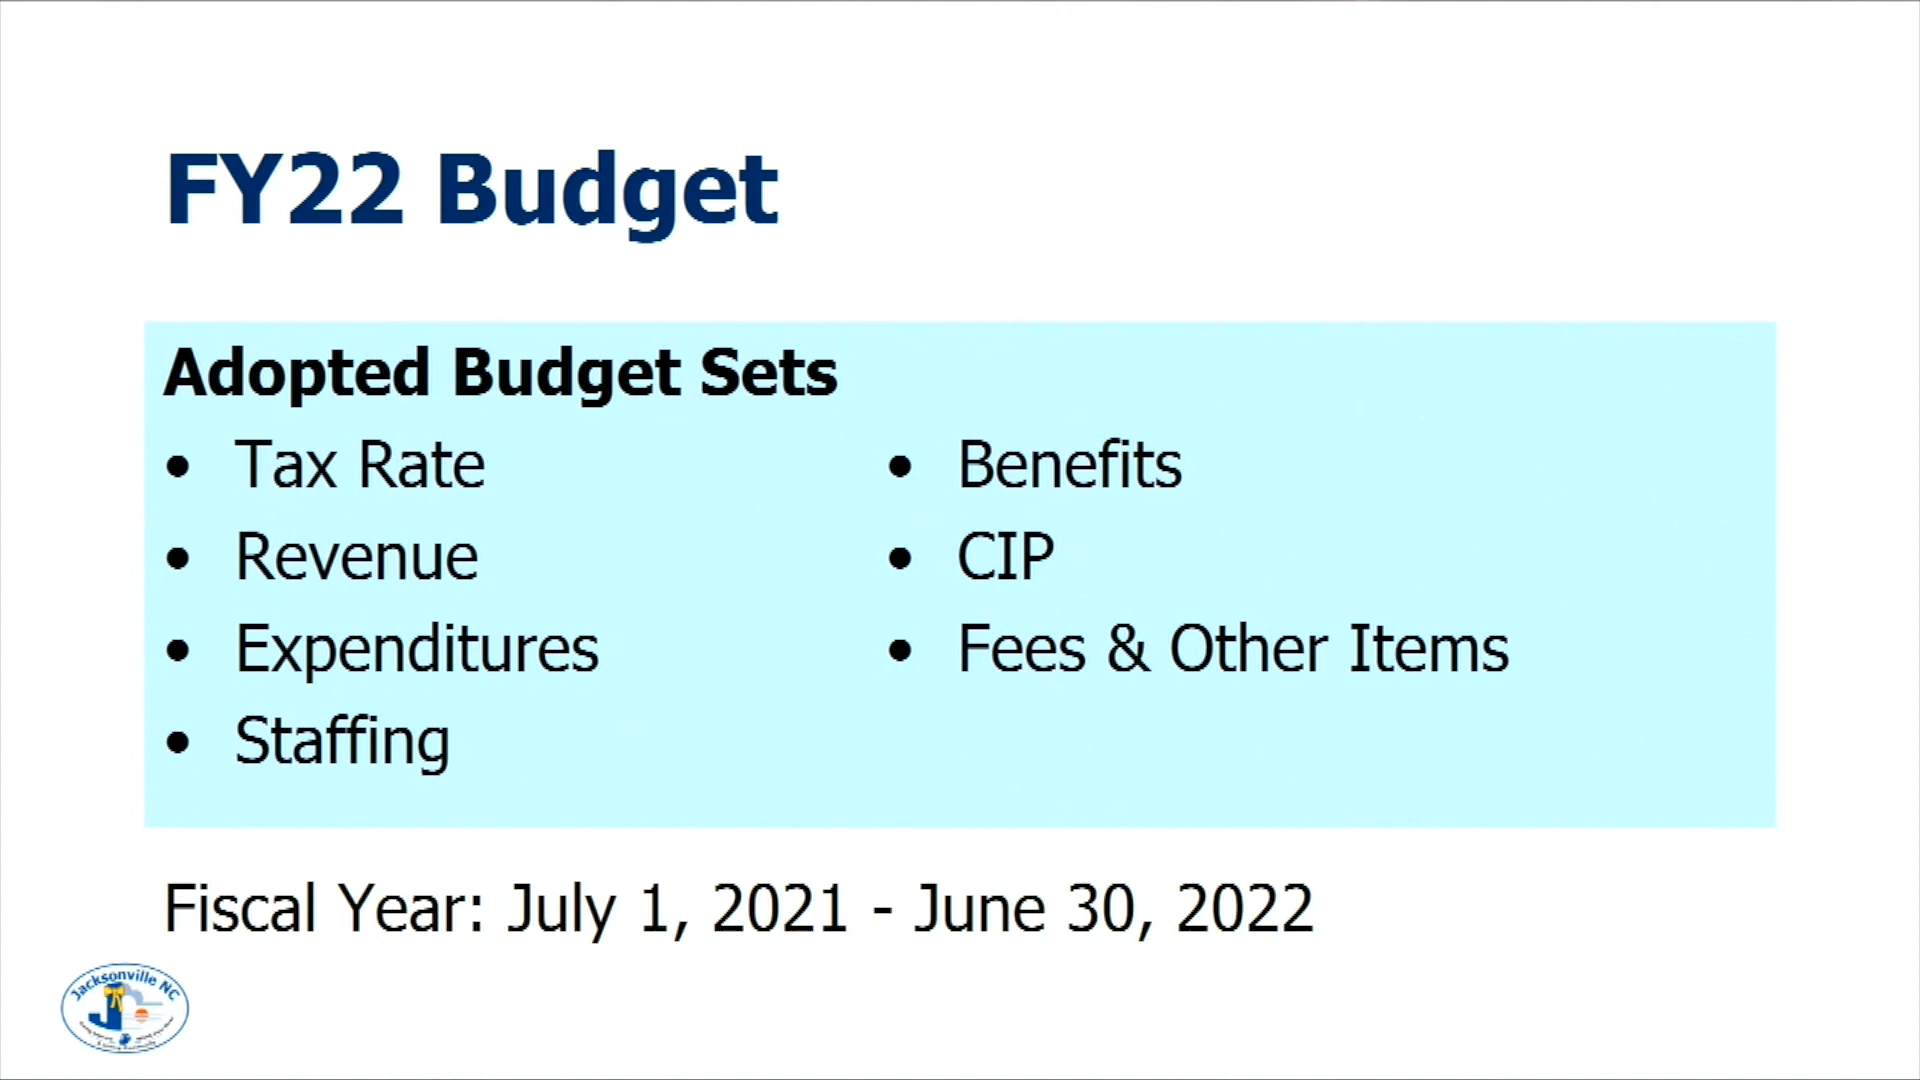 FY22 Budget
Adopted Budget Sets
• Tax Rate
• Revenue
• Expenditures
• Staffing
• Benefits
• CIP
• Fees & Other Items
Fiscal Year: July 1, 2021 - June 30, 2022
Jacksonville NC